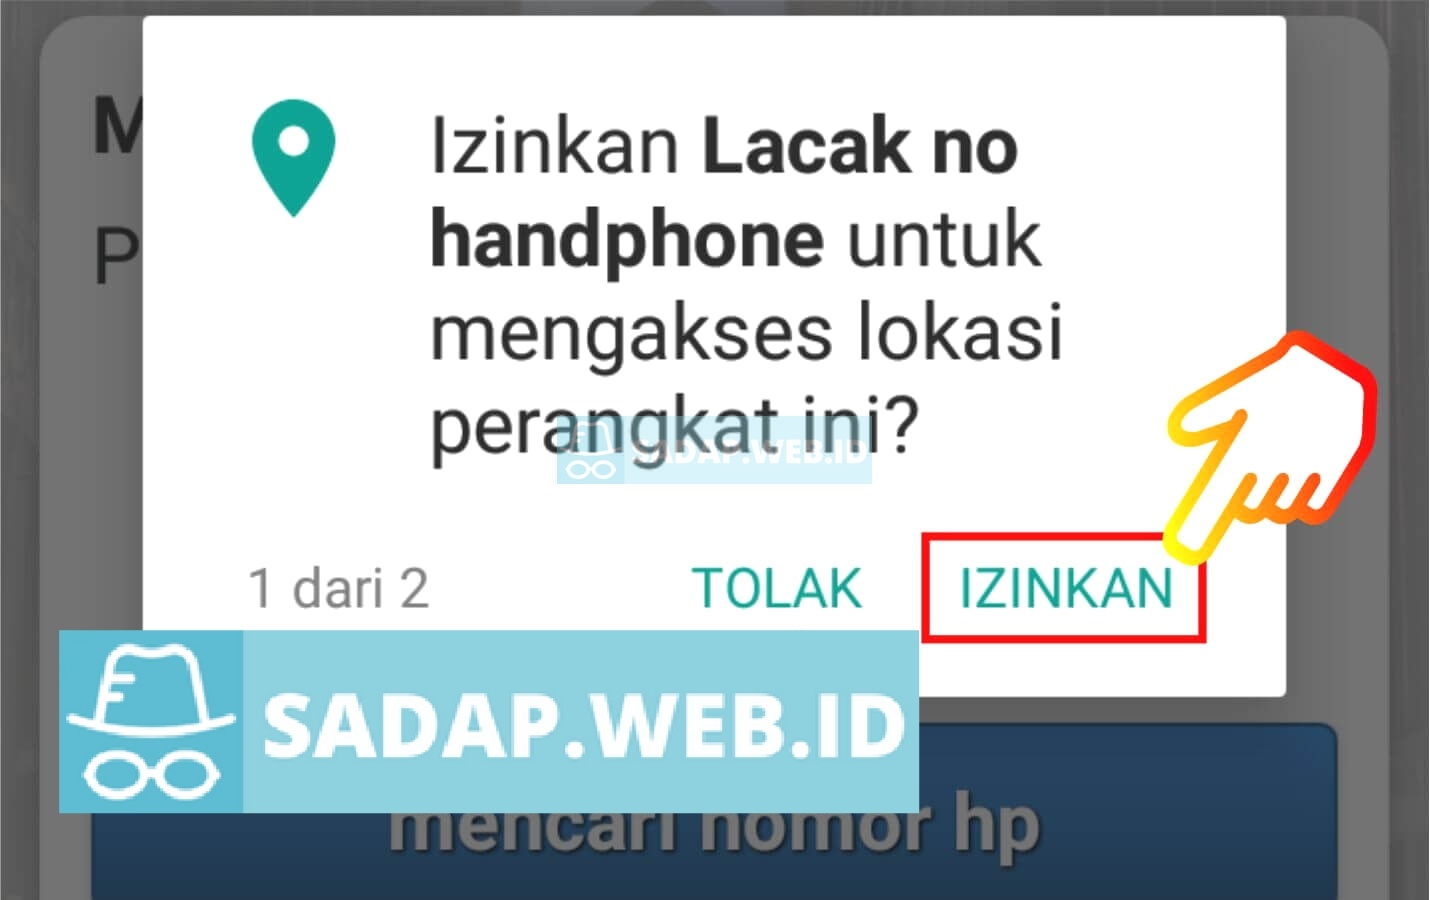 M
Izinkan Lacak no
handphone untuk
P
mengakses lokasi
perangkat ini?
SADAP.WEB.ID
1 dari 2
TOLAK
IZINKAN
SADAP.WEB.ID
mencari nomor hp